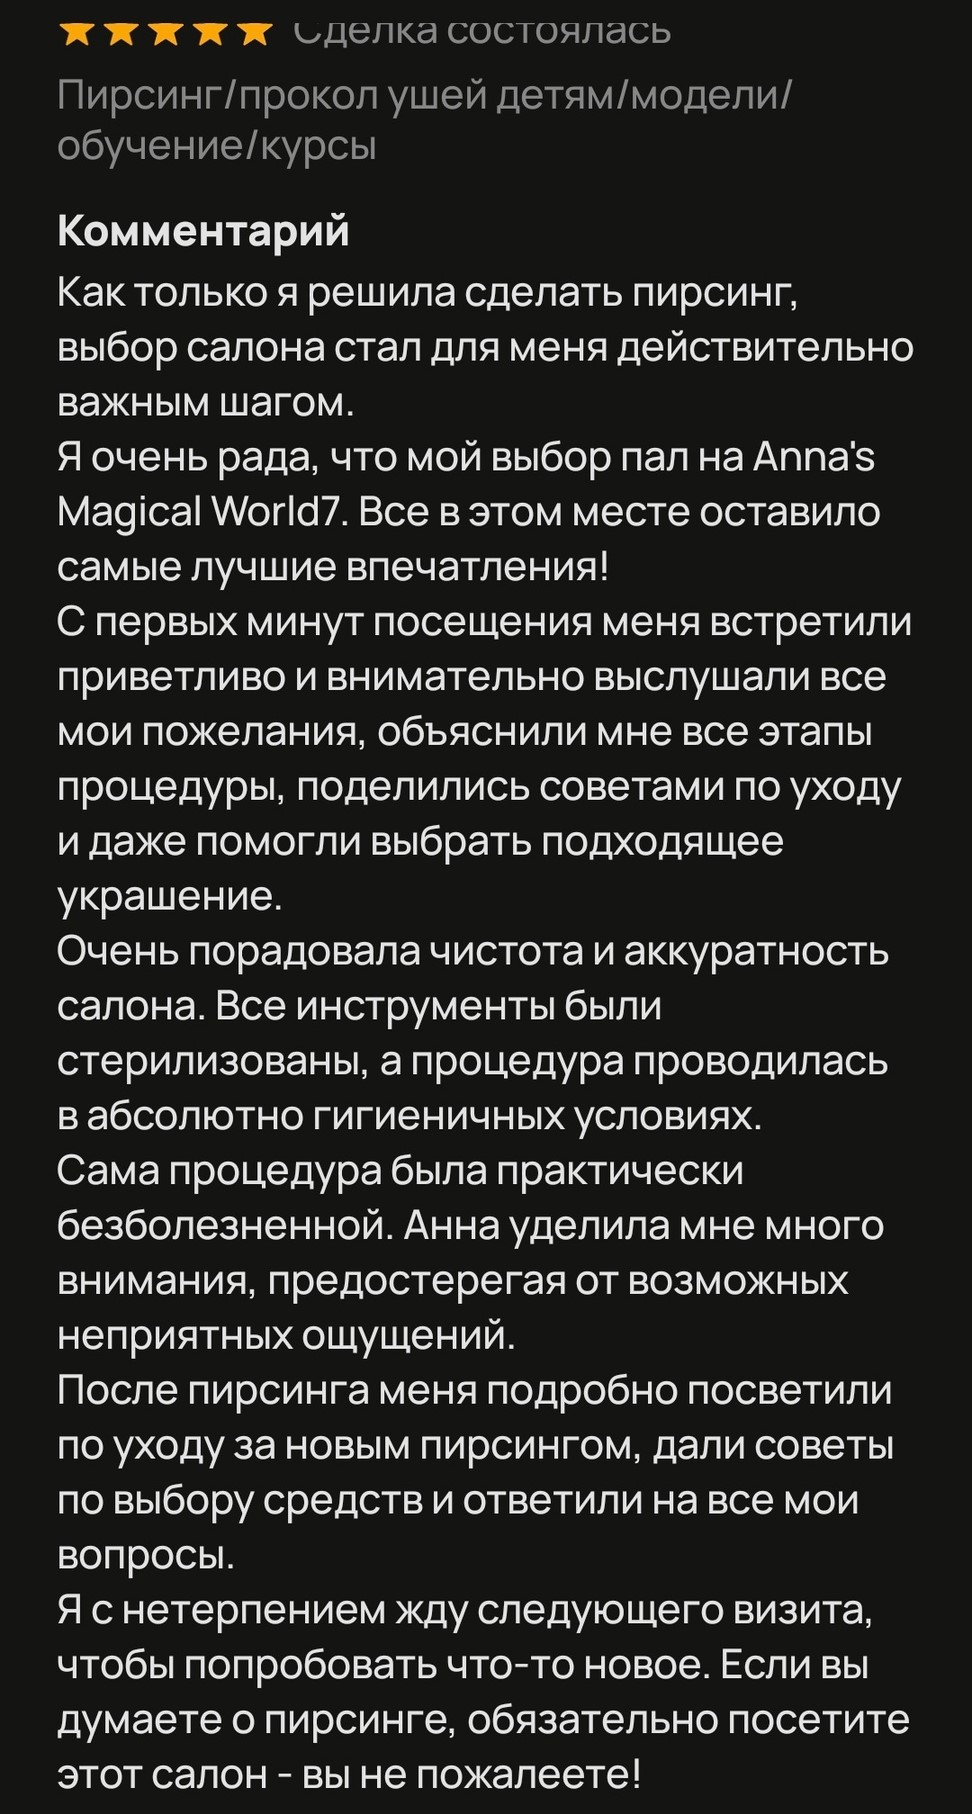 Сделка состоялась
Пирсинг/прокол ушей детям/модели/
обучение/курсы
Комментарий
Как только я решила сделать пирсинг,
выбор салона стал для меня действительно
важным шагом.
Я очень рада, что мой выбор пал на Anna's
Magical World7. Все в этом месте оставило
самые лучшие впечатления!
С первых минут посещения меня встретили
приветливо и внимательно выслушали все
мои пожелания, объяснили мне все этапы
процедуры, поделились советами по уходу
и даже помогли выбрать подходящее
украшение.
Очень порадовала чистота и аккуратность
салона. Все инструменты были
стерилизованы, а процедура проводилась
в абсолютно гигиеничных условиях.
Сама процедура была практически
безболезненной. Анна уделила мне много
внимания, предостерегая от возможных
неприятных ощущений.
После пирсинга меня подробно посветили
по уходу за новым пирсингом, дали советы
по выбору средств и ответили на все мои
вопросы.
Я с нетерпением жду следующего визита,
чтобы попробовать что-то новое. Если вы
думаете о пирсинге, обязательно посетите
этот салон - вы не пожалеете!